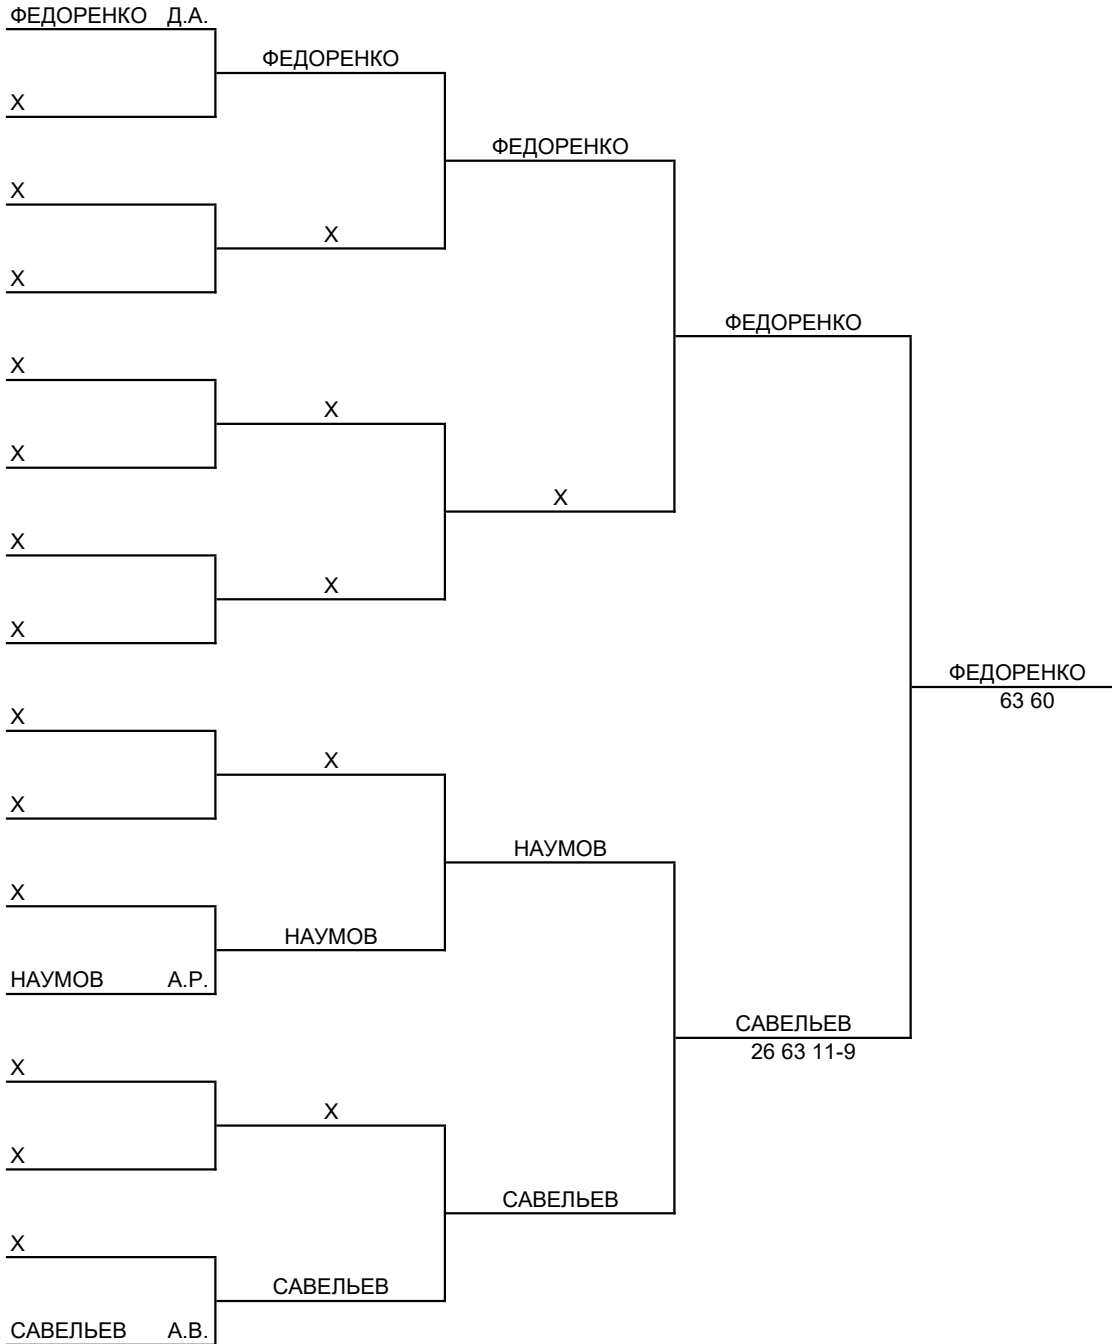 ФЕДОРЕНКО Д.А.
ФЕДОРЕНКО
X
ФЕДОРЕНКО
X
X
X
ФЕДОРЕНКО
X
X
X
X
X
X
X
ФЕДОРЕНКО
63 60
X
X
X
НАУМОВ
X
НАУМОВ
НАУМОВ А.Р.
САВЕЛЬЕВ
26 63 11-9
X
X
X
САВЕЛЬЕВ
X
САВЕЛЬЕВ
САВЕЛЬЕВ А.В.